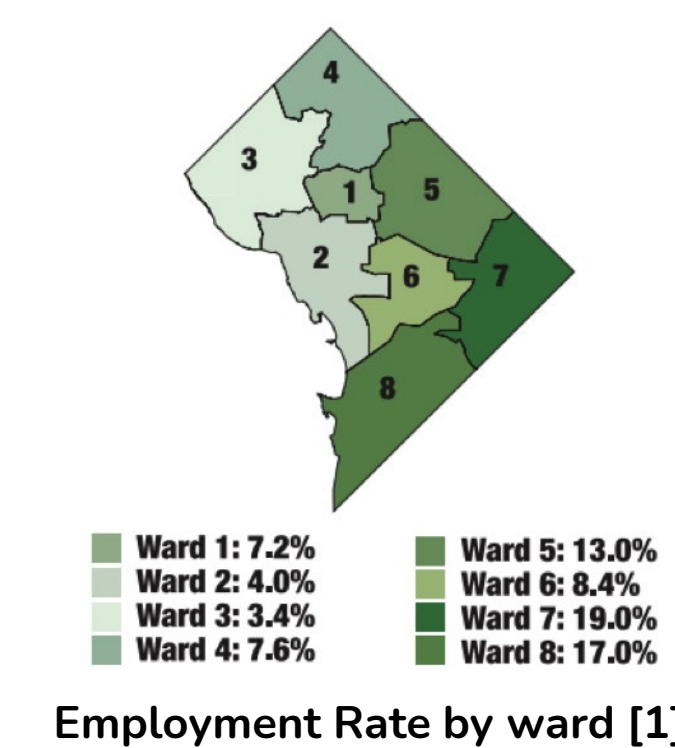 4
3
1
5
2
6
7
8
Ward 1: 7.2%
Ward 2: 4.0%
Ward 3: 3.4%
Ward 4: 7.6%
Ward 5: 13.0%
Ward 6: 8.4%
Ward 7: 19.0%
Ward 8: 17.0%
Employment Rate by ward [1]